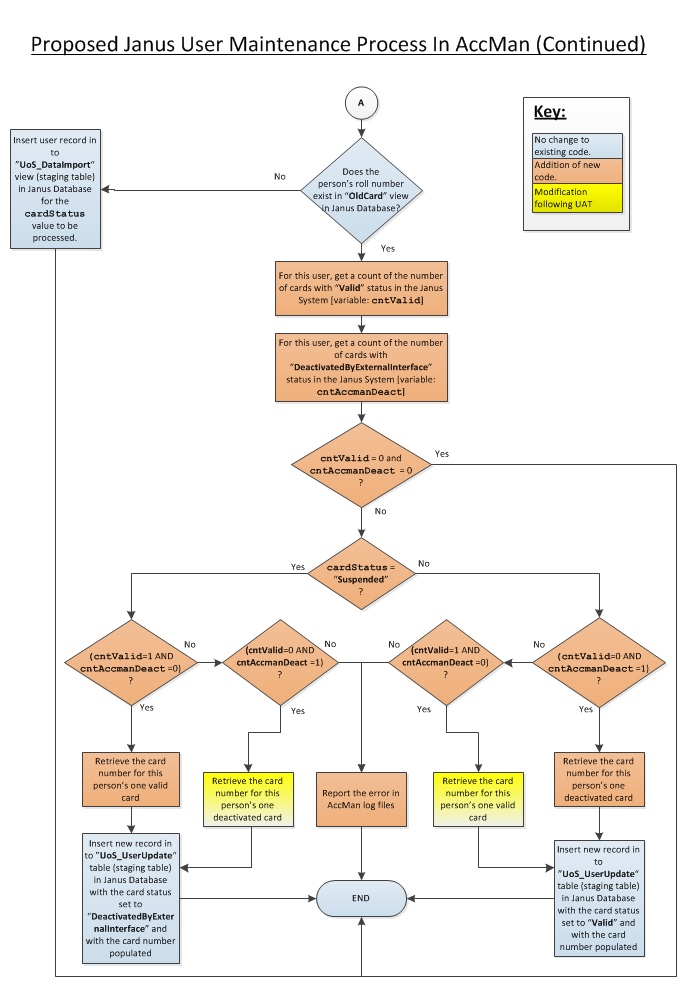 Proposed Janus User Maintenance Process In AccMan (Continued)
A
Key:
No change to
existing code.
Addition of new
code.
Modification
following UAT
Insert user record in
to
"UoS_DataImport"
view (staging table)
in Janus Database
for the
cardStatus
value to be
processed.
No
Does the
person's roll number
exist in "OldCard" view
in Janus Database?
Yes
For this user, get a count of the number
of cards with "Valid" status in the Janus
System [variable: cntValid]
For this user, get a count of the number
of cards with
"DeactivatedByExternalInterface"
status in the Janus System [variable:
cntAccmanDeact]
cntValid = 0 and
cntAccmanDeact = 0
?
Yes
No
Yes
cardStatus =
"Suspended"
?
No
(cntValid=1 AND
cntAccmanDeact =0)
?
No
(cntValid=0 AND
cntAccmanDeact =1)
?
No
No
(cntValid=1 AND
cntAccmanDeact =0)
?
No
(cntValid=0 AND
cntAccmanDeact =1)
?
Yes
Yes
Yes
Yes
Retrieve the card
number for this
person's one valid
card
Retrieve the card
number for this
person's one
deactivated card
Report the error in
AccMan log files
Retrieve the card
number for this
person's one valid
card
Retrieve the card
number for this
person's one
deactivated card
Insert new record in
to "UoS_UserUpdate"
table (staging table)
in Janus Database
with the card status
set to
"DeactivatedByExter
nalInterface" and
with the card number
populated
END
Insert new record in
to
"UoS_UserUpdate"
table (staging table)
in Janus Database
with the card status
set to "Valid" and
with the card
number populated